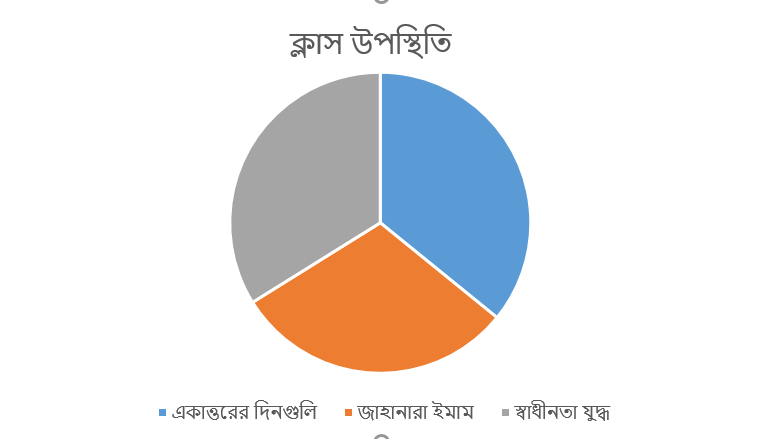 ক্লাস উপস্থিতি
একাত্তরের দিনগুলি জাহানারা ইমাম স্বাধীনতা যুদ্ধ